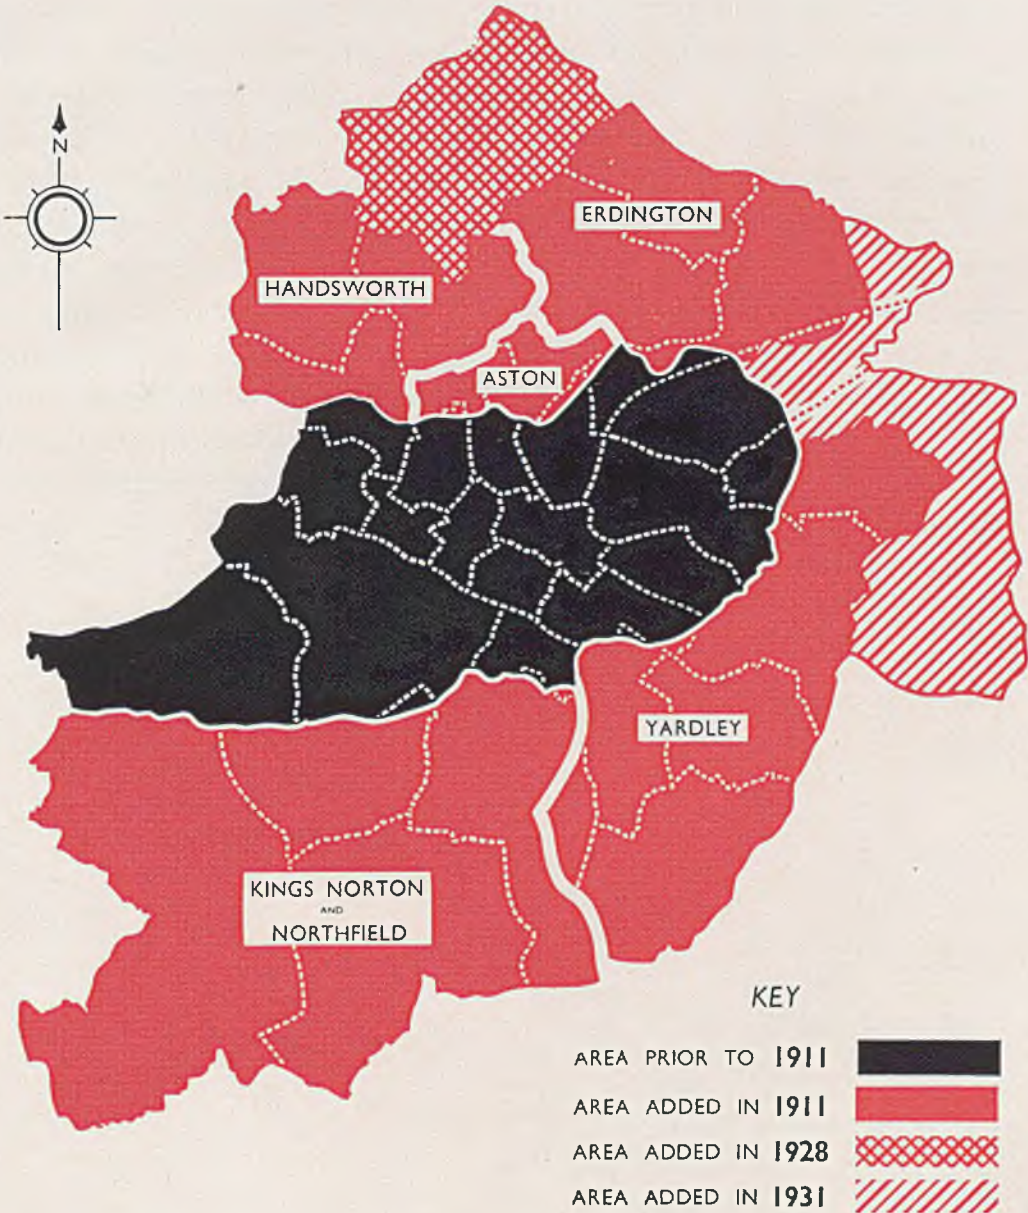 N
ERDINGTON
HANDSWORTH
ASTON
YARDLEY
KINGS NORTON
AND
NORTHFIELD
KEY
AREA PRIOR TO 1911
AREA ADDED IN 1911
AREA ADDED IN 1928
AREA ADDED IN 1931